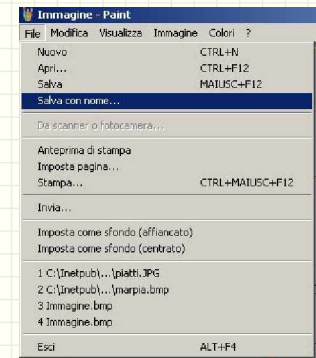 Immagine - Paint
File Modifica Visualizza Immagine Colori ?
Nuovo CTRL+N
Apri... CTRL+F12
Salva MAIUSC+F12
Salva con nome...
Da scanner o fotocamera...
Anteprima di stampa
Imposta pagina...
Stampa... CTRL+MAIUSC+F12
Invia...
Imposta come sfondo (affiancato)
Imposta come sfondo (centrato)
1 C:\Inetpub\...\piatti.JPG
2 C:\Inetpub\...\marpia.bmp
3 Immagine.bmp
4 Immagine.bmp
Esci ALT+F4